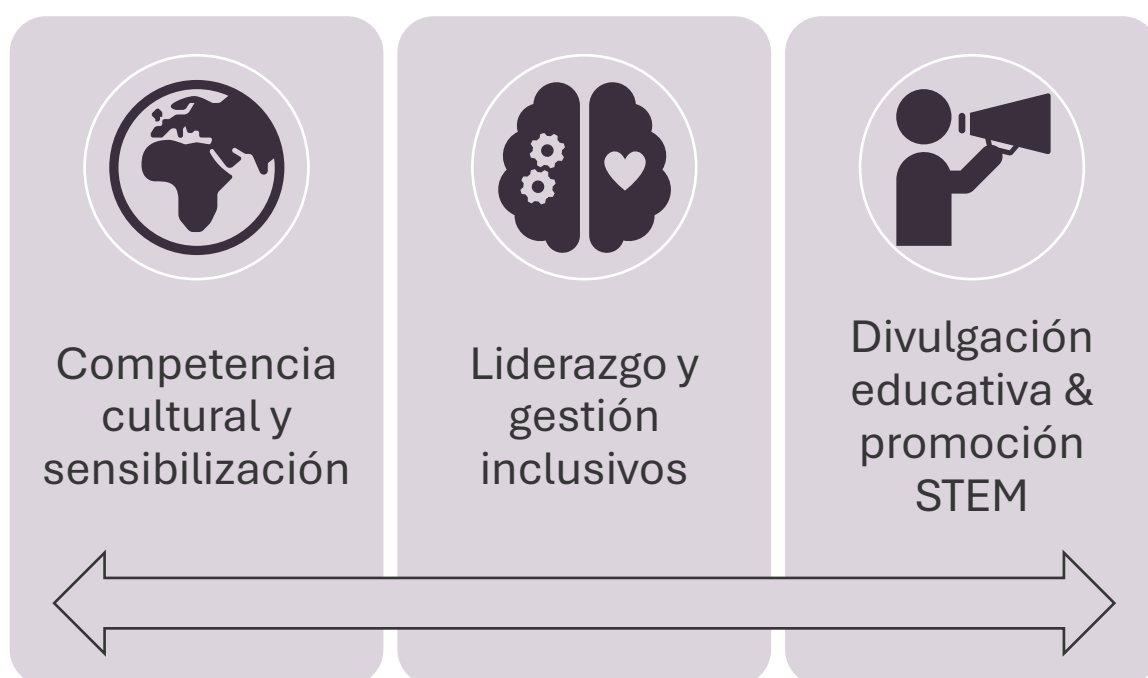 Competencia
cultural y
sensibilización
Liderazgo y
gestión
inclusivos
Divulgación
educativa &
promoción
STEM